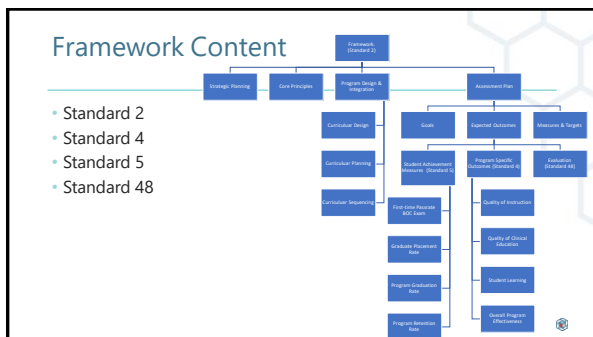 Framework Content
• Standard 2
• Standard 4
• Standard 5
• Standard 48
Framework
(Standard 2)
Strategic Planning
Core Principles
Program Design &
Integration
Assessment Plan
Curricular Design
Curricular Planning
Curricular Sequencing
Goals
Expected Outcomes
Measures & Targets
Student Achievement
Measures (Standard 5)
Program Specific
Outcomes (Standard 4)
Evaluation
(Standard 48)
First-time Passrate
BOC Exam
Graduate Placement
Rate
Program Graduation
Rate
Program Retention
Rate
Quality of Instruction
Quality of Clinical
Education
Student Learning
Overall Program
Effectiveness